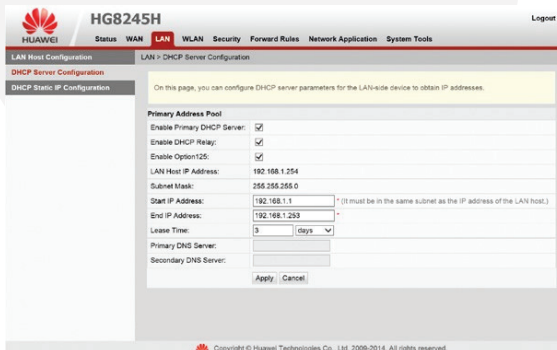 HG8245H
Logout
HUAWEI
Status WAN LAN WLAN Security Forward Rules Network Application System Tools
LAN Host Configuration
LAN > DHCP Server Configuration
DHCP Server Configuration
DHCP Static IP Configuration
On this page, you can configure DHCP server parameters for the LAN-side device to obtain IP addresses.
Primary Address Pool
Enable Primary DHCP Server:
Enable DHCP Relay:
Enable Option125:
LAN Host IP Address: 192.168.1.254
Subnet Mask: 255.255.255.0
Start IP Address: 192.168.1.1 * (It must be in the same subnet as the IP address of the LAN host.)
End IP Address: 192.168.1.253 *
Lease Time: 3 days
Primary DNS Server:
Secondary DNS Server:
Apply Cancel
Copyright © Huawei Technologies Co., Ltd. 2009-2014. All rights reserved.